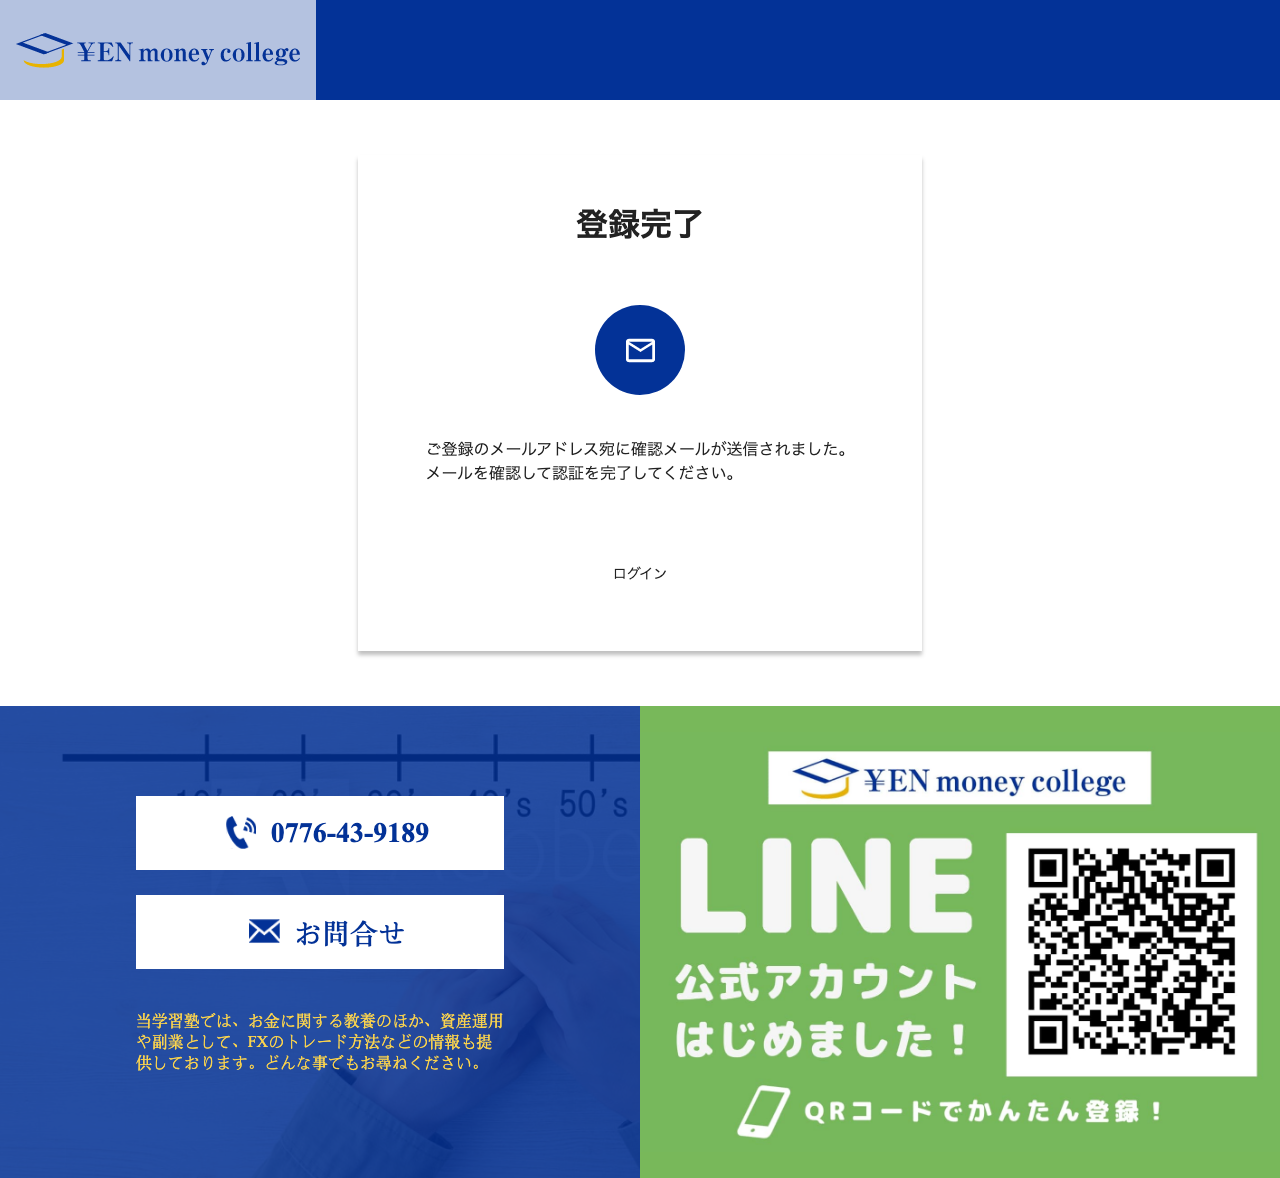 ¥EN money college
登録完了
ご登録のメールアドレス宛に確認メールが送信されました。
メールを確認して認証を完了してください。
ログイン
50's
0776-43-9189
お問合せ
当学習塾では、お金に関する教養のほか、資産運用
や副業として、FXのトレード方法などの情報も提
供しております。どんな事でもお尋ねください。
¥EN money college
LINE
公式アカウント
はじめました！
QRコードでかんたん登録！